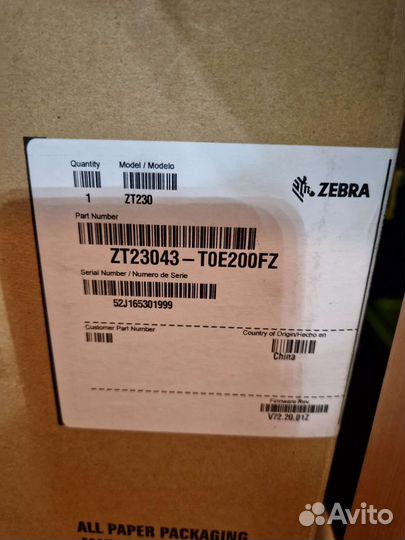 Quantity Model / Modelo
ZEBRA
1 ZT230
Part Number
ZT23043-T0E200FZ
Serial Number / Numero de Serie
52J165301999
Customer Part Number
Country of Origin/Hecho en
China
Firmware Rev.
V72.20.01Z
ALL PAPER PACKAGING
Avito